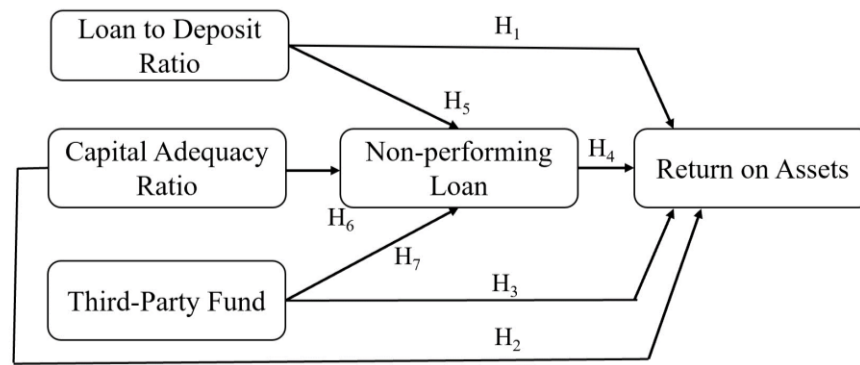 Loan to Deposit
Ratio
H₁
H₅
Capital Adequacy
Ratio
Non-performing
Loan
H₄
Return on Assets
H₆
H₇
Third-Party Fund
H₃
H₂